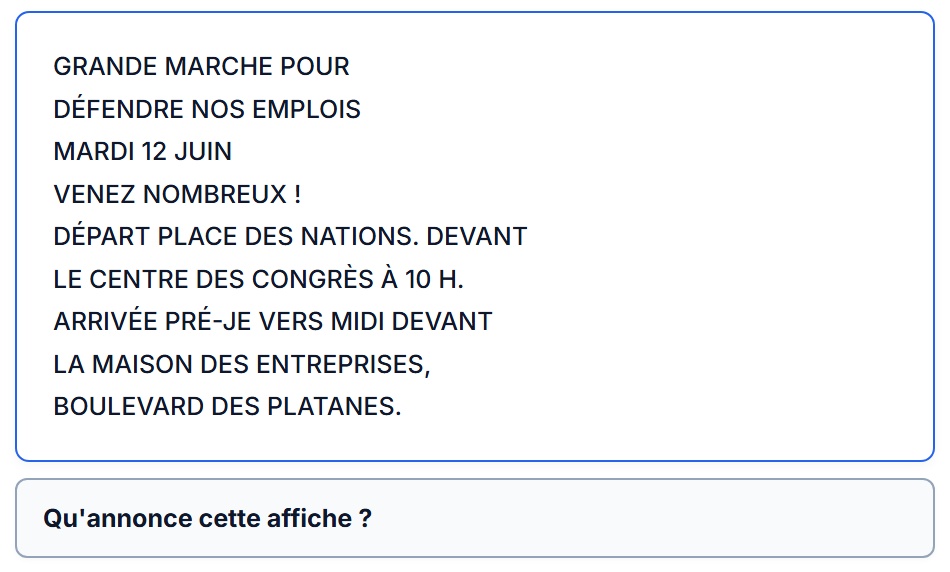 GRANDE MARCHE POUR
DÉFENDRE NOS EMPLOIS
MARDI 12 JUIN
VENEZ NOMBREUX !
DÉPART PLACE DES NATIONS. DEVANT
LE CENTRE DES CONGRÈS À 10 H.
ARRIVÉE PRÉ-JE VERS MIDI DEVANT
LA MAISON DES ENTREPRISES,
BOULEVARD DES PLATANES.
Qu'annonce cette affiche ?